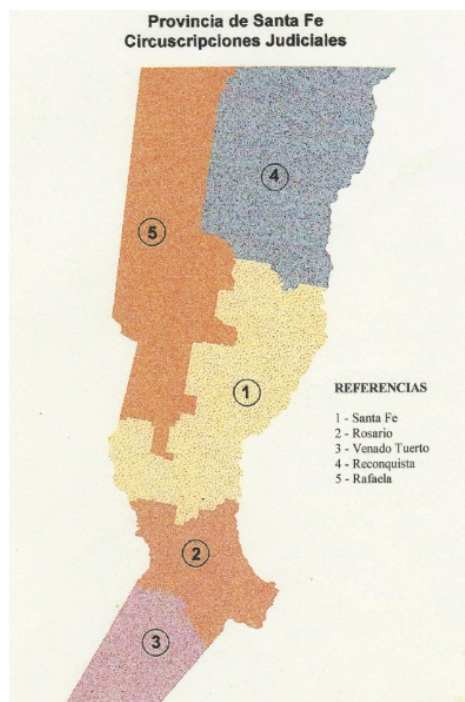 Provincia de Santa Fe
Circuscripciones Judiciales
4
5
1
REFERENCIAS
1 - Santa Fe
2 - Rosario
3 - Venado Tuerto
4 - Reconquista
5 - Rafaela
2
3